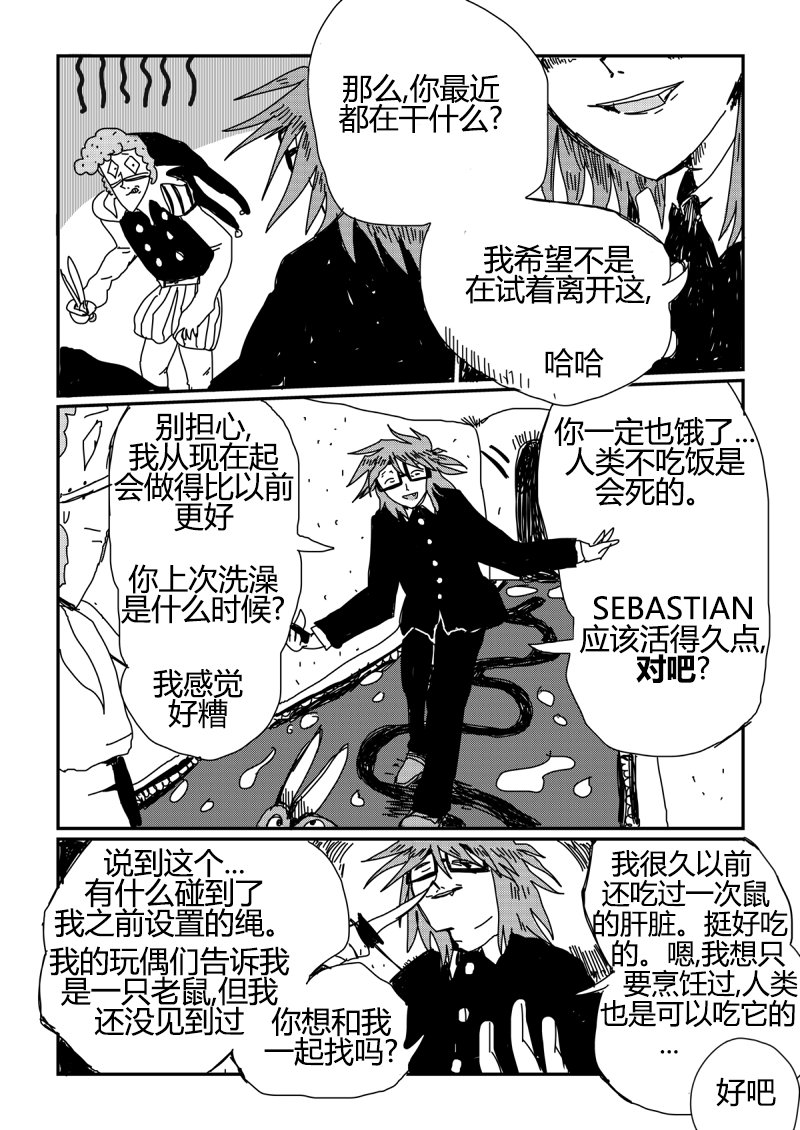 那么,你最近
都在干什么?
我希望不是
在试着离开这,
哈哈
别担心,
我从现在起
会做得比以前
更好
你上次洗澡
是什么时候?
我感觉
好糟
你一定也饿了...
人类不吃饭是
会死的。
SEBASTIAN
应该活得久点,
对吧?
说到这个...
有什么碰到了
我之前设置的绳。
我的玩偶们告诉我
是一只老鼠,但我
还没见到过
你想和我
一起找吗?
我很久以前
还吃过一次鼠
的肝脏。挺好吃
的。嗯,我想只
要烹饪过,人类
也是可以吃它的
...
好吧